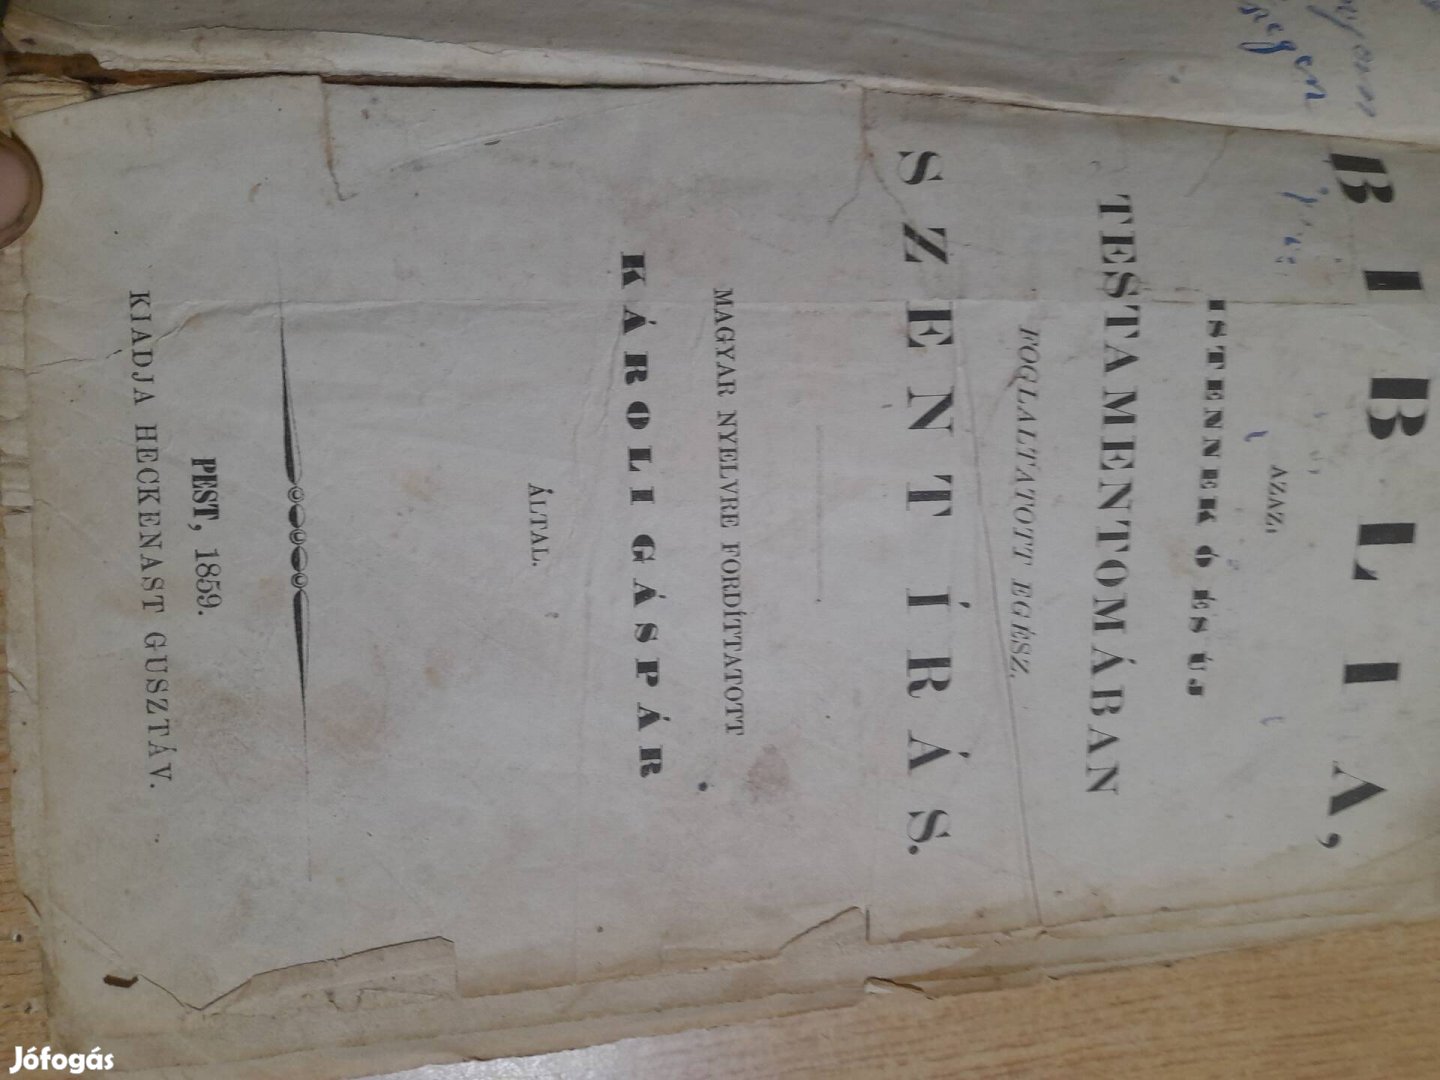 BIBLIA,
AZAZ:
ISTENNEK Ó ÉS ÚJ
TESTAMENTOMÁBAN
FOGLALTATOTT EGÉSZ
SZENT ÍRÁS.
MAGYAR NYELVRE FORDÍTTATOTT
KÁROLI GÁSPÁR
ÁLTAL.
PEST, 1859.
KIADJA HECKENAST GUSZTÁV.
Jófogás